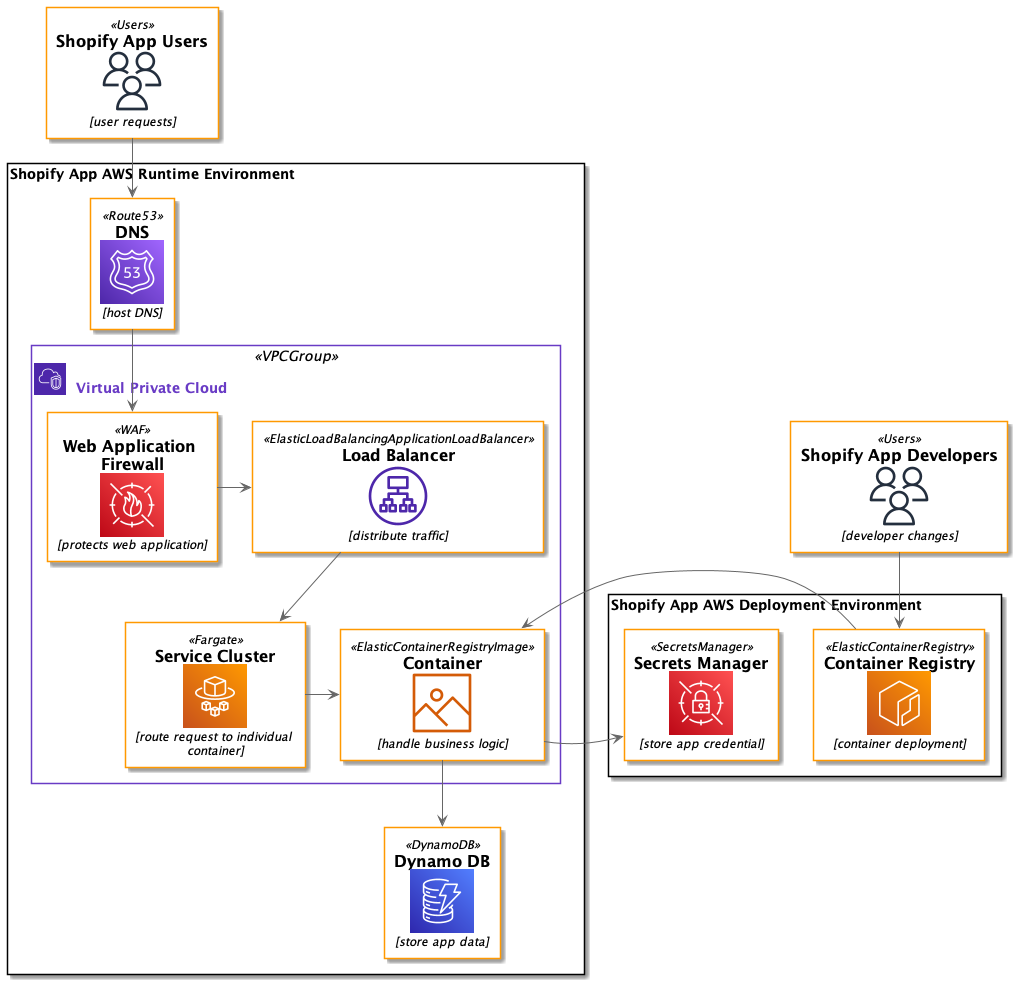 «Users»
Shopify App Users
[user requests]
Shopify App AWS Runtime Environment
«Route53»
DNS
53
[host DNS]
«VPCGroup»
Virtual Private Cloud
«WAF»
Web Application
Firewall
[protects web application]
«ElasticLoadBalancingApplicationLoadBalancer»
Load Balancer
[distribute traffic]
«Users»
Shopify App Developers
[developer changes]
«Fargate»
Service Cluster
[route request to individual
container]
«ElasticContainerRegistryImage»
Container
[handle business logic]
Shopify App AWS Deployment Environment
«SecretsManager»
Secrets Manager
[store app credential]
«ElasticContainerRegistry»
Container Registry
[container deployment]
«DynamoDB»
Dynamo DB
[store app data]